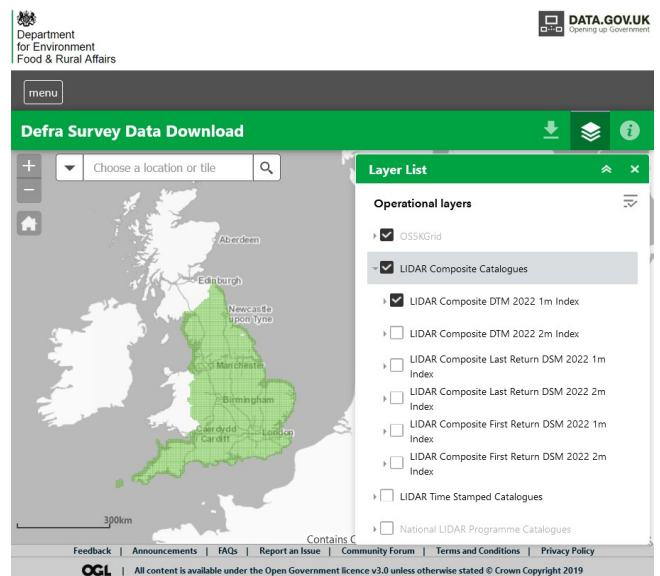 Department
for Environment
Food & Rural Affairs
DATA.GOV.UK
Opening up Government
menu
Defra Survey Data Download
Choose a location or tile
Layer List
Operational layers
OS5KGrid
LIDAR Composite Catalogues
LIDAR Composite DTM 2022 1m Index
LIDAR Composite DTM 2022 2m Index
LIDAR Composite Last Return DSM 2022 1m
Index
LIDAR Composite Last Return DSM 2022 2m
Index
LIDAR Composite First Return DSM 2022 1m
Index
LIDAR Composite First Return DSM 2022 2m
Index
LIDAR Time Stamped Catalogues
National LIDAR Programme Catalogues
Aberdeen
Edinburgh
Newcastle
upon Tyne
Manchester
Birmingham
Caerdydd
Cardiff
London
300km
Contains
Feedback | Announcements | FAQs | Report an Issue | Community Forum | Terms and Conditions | Privacy Policy
OGL | All content is available under the Open Government licence v3.0 unless otherwise stated © Crown Copyright 2019